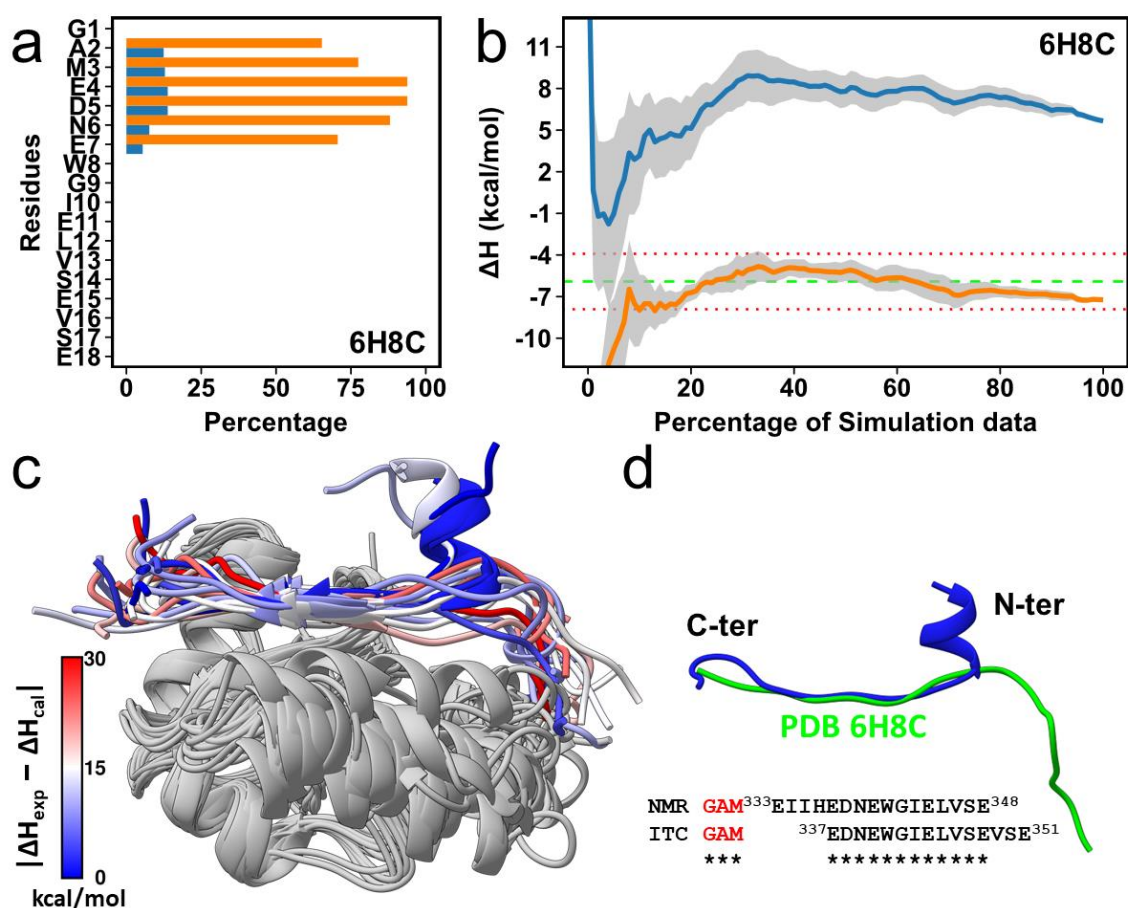 a
6H8C
Residues
G1
A2
M3
E4
D5
N6
E7
W8
G9
I10
E11
L12
V13
S14
E15
V16
S17
E18
0 25 50 75 100
Percentage
b
6H8C
ΔH (kcal/mol)
11
8
5
2
-1
-4
-7
-10
0 20 40 60 80 100
Percentage of Simulation data
c
|ΔHexp − ΔHcal|
30
15
0
kcal/mol
d
C-ter
N-ter
PDB 6H8C
NMR GAM 333EIIHEDNEWGIELVSE348
ITC GAM 337EDNEWGIELVSEVSE351
*** ************